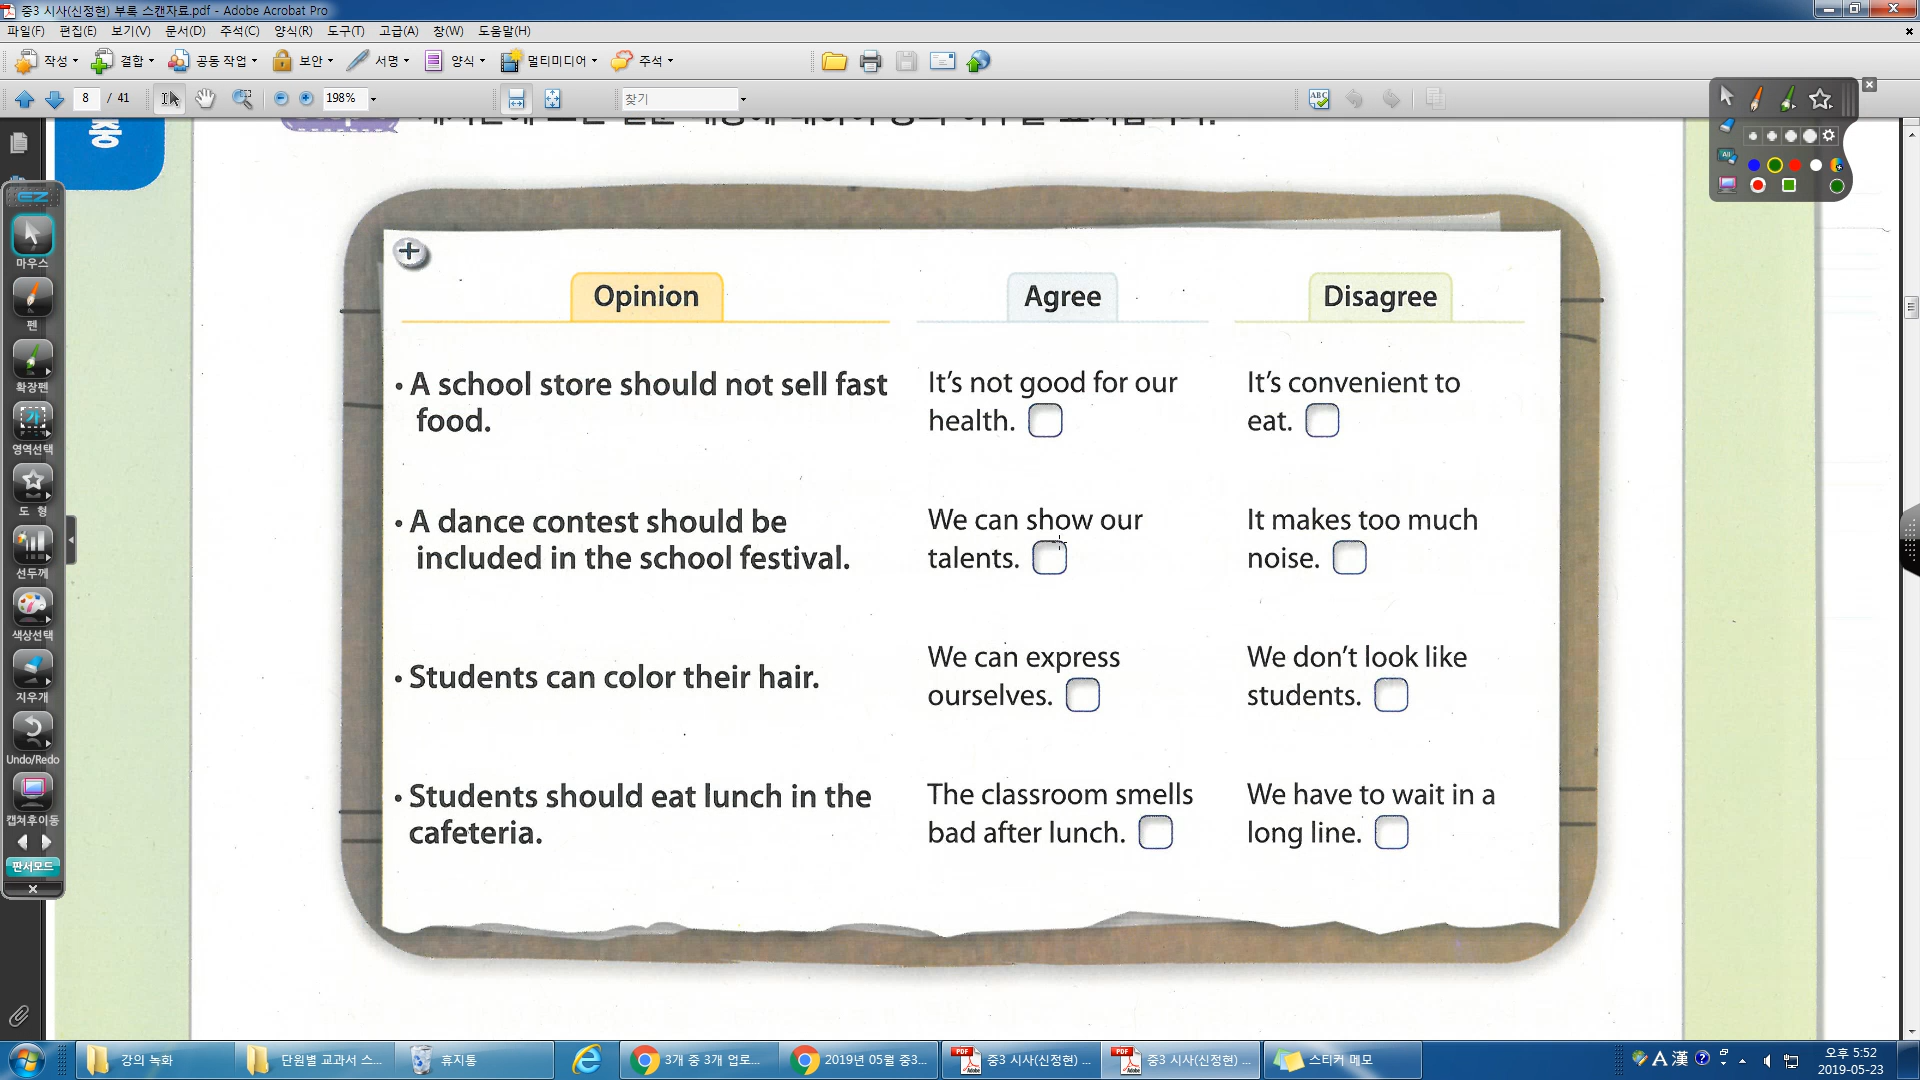 중3 시사(신정현) 부록 스캔자료.pdf - Adobe Acrobat Pro
파일(F) 편집(E) 보기(V) 문서(D) 주석(C) 양식(R) 도구(T) 고급(A) 창(W) 도움말(H)
작성 결합 공동 작업 보안 서명 양식 멀티미디어 주석
8 / 41 198% 찾기
중
Opinion Agree Disagree
• A school store should not sell fast
food.
It's not good for our
health.
It's convenient to
eat.
• A dance contest should be
included in the school festival.
We can show our
talents.
It makes too much
noise.
• Students can color their hair.
We can express
ourselves.
We don't look like
students.
• Students should eat lunch in the
cafeteria.
The classroom smells
bad after lunch.
We have to wait in a
long line.
EZ
마우스
펜
확장펜
가
영역선택
도 형
선두께
색상선택
지우개
Undo/Redo
캡쳐후이동
판서모드
ABC
All
강의 녹화
단원별 교과서 스...
휴지통
3개 중 3개 업로...
2019년 05월 중3...
중3 시사(신정현) ...
중3 시사(신정현) ...
스티커 메모
A 漢
오후 5:52
2019-05-23